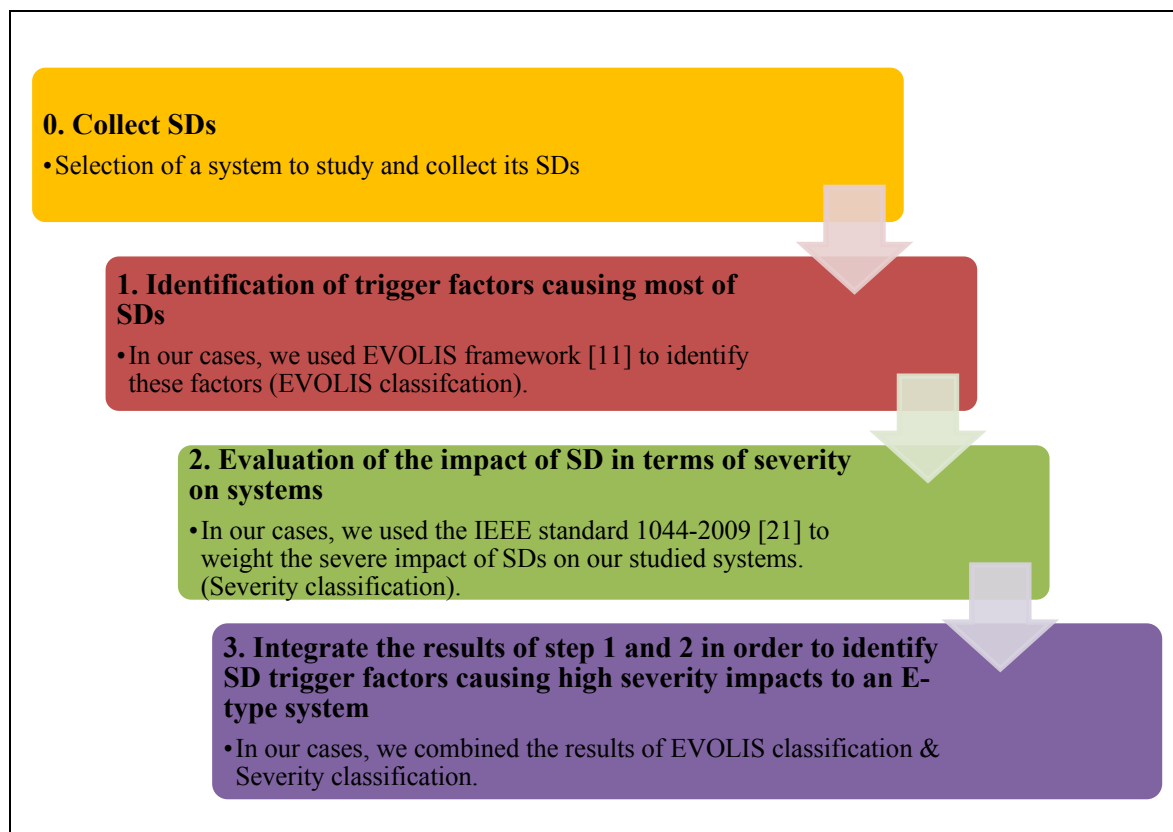 0. Collect SDs
•Selection of a system to study and collect its SDs
1. Identification of trigger factors causing most of
SDs
•In our cases, we used EVOLIS framework [11] to identify
these factors (EVOLIS classifcation).
2. Evaluation of the impact of SD in terms of severity
on systems
•In our cases, we used the IEEE standard 1044-2009 [21] to
weight the severe impact of SDs on our studied systems.
(Severity classification).
3. Integrate the results of step 1 and 2 in order to identify
SD trigger factors causing high severity impacts to an E-
type system
•In our cases, we combined the results of EVOLIS classification &
Severity classification.